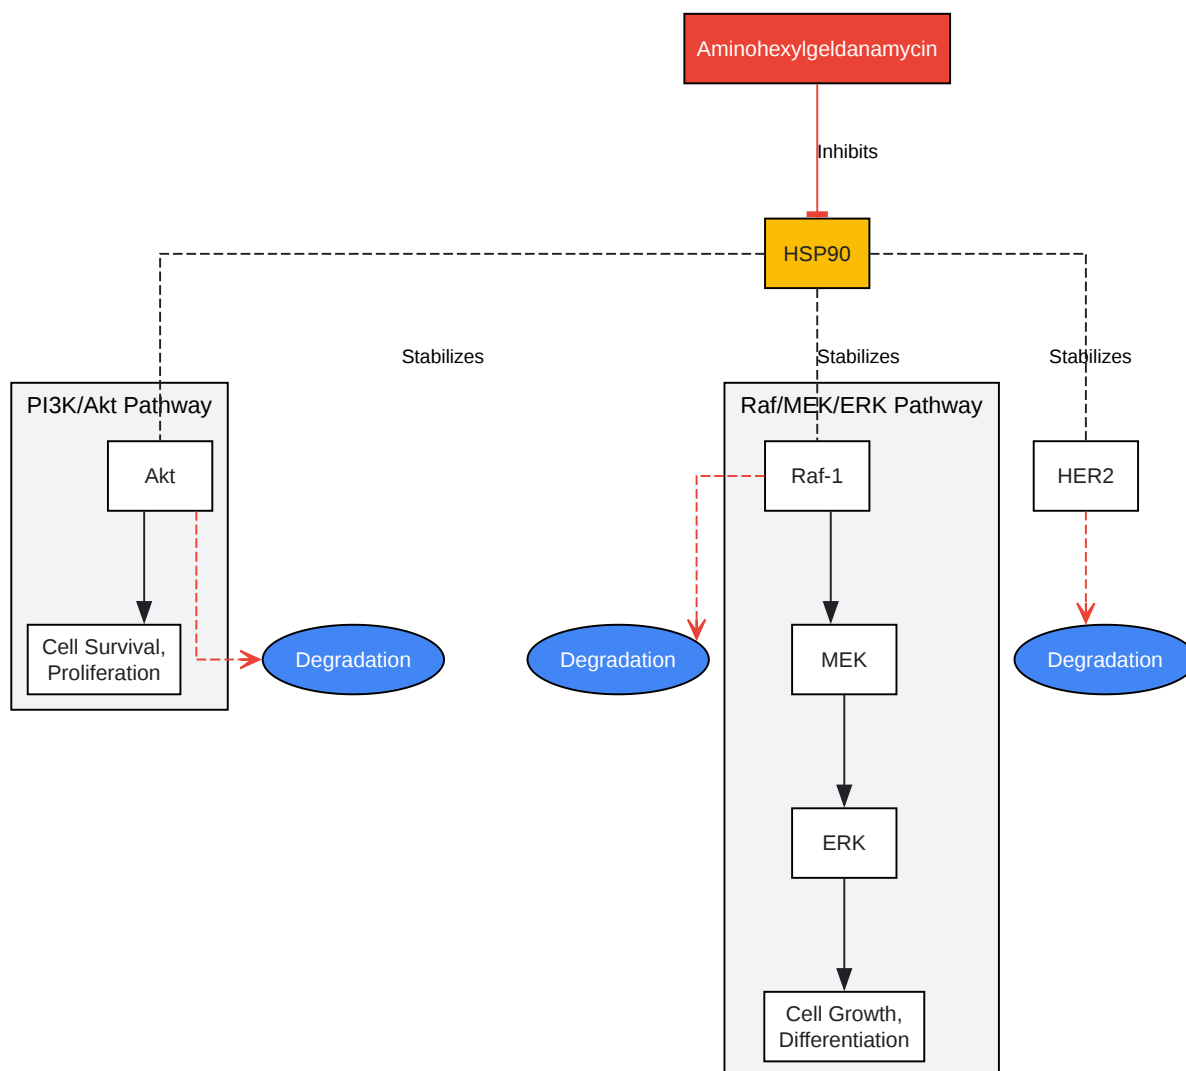 Aminohexylgeldanamycin
Inhibits
HSP90
Stabilizes
Stabilizes
Stabilizes
PI3K/Akt Pathway
Raf/MEK/ERK Pathway
Akt
Raf-1
HER2
Cell Survival,
Proliferation
Degradation
Degradation
MEK
Degradation
ERK
Cell Growth,
Differentiation